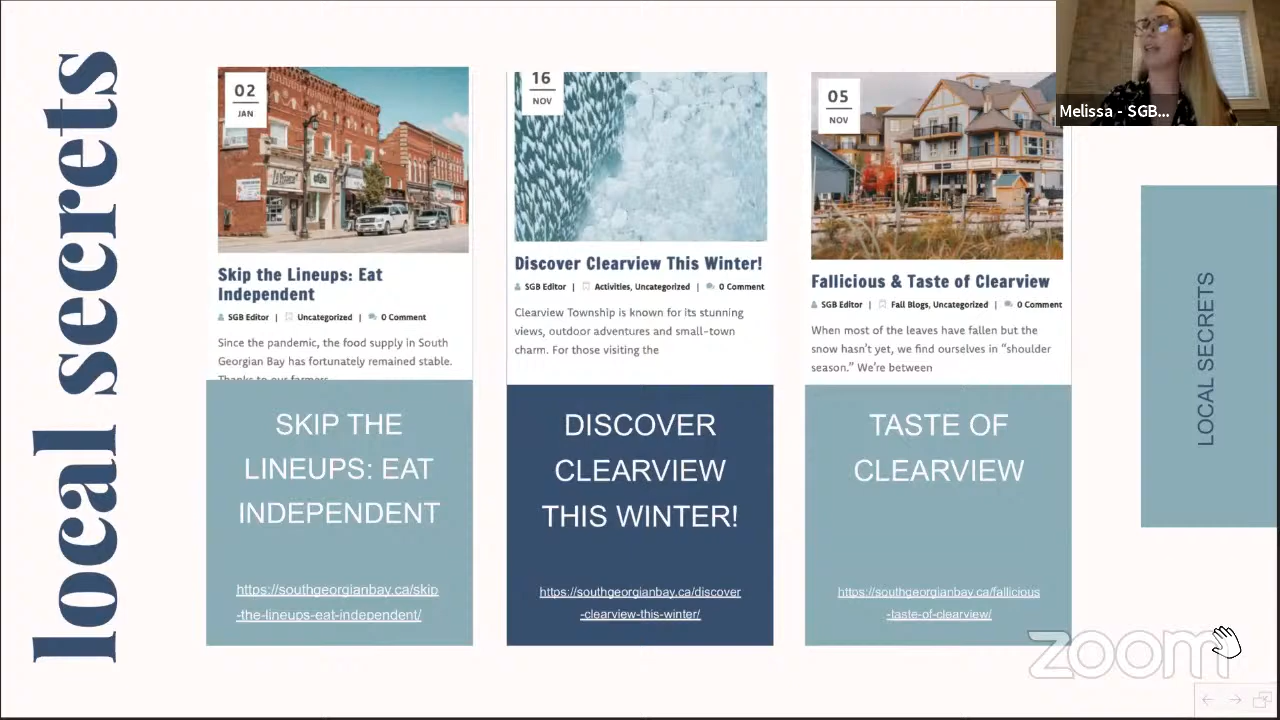 local secrets
02
JAN
Skip the Lineups: Eat
Independent
SGB Editor | Uncategorized | 0 Comment
Since the pandemic, the food supply in South
Georgian Bay has fortunately remained stable.
Thanks to our farmers
SKIP THE
LINEUPS: EAT
INDEPENDENT
https://southgeorgianbay.ca/skip
-the-lineups-eat-independent/
16
NOV
Discover Clearview This Winter!
SGB Editor | Activities, Uncategorized | 0 Comment
Clearview Township is known for its stunning
views, outdoor adventures and small-town
charm. For those visiting the
DISCOVER
CLEARVIEW
THIS WINTER!
https://southgeorgianbay.ca/discover
-clearview-this-winter/
05
NOV
Fallicious & Taste of Clearview
SGB Editor | Fall Blogs, Uncategorized | 0 Comment
When most of the leaves have fallen but the
snow hasn't yet, we find ourselves in "shoulder
season." We're between
TASTE OF
CLEARVIEW
https://southgeorgianbay.ca/fallicious
-taste-of-clearview/
Melissa - SGB...
LOCAL SECRETS
zoom